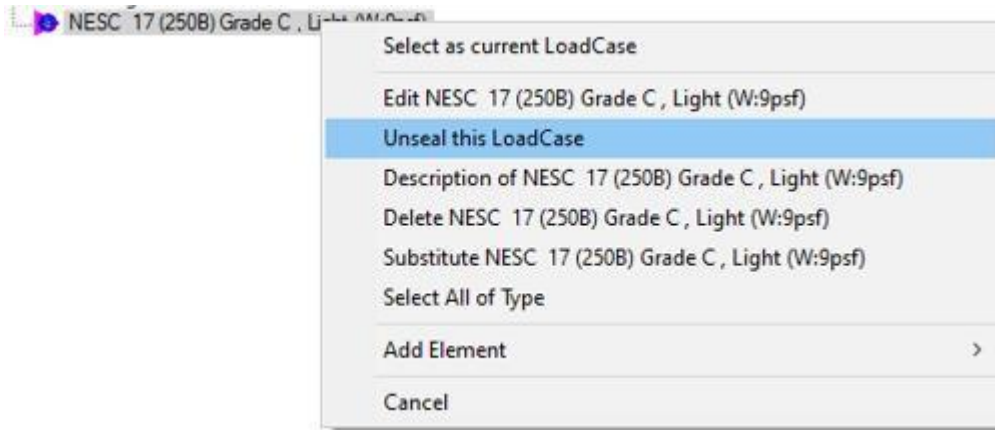 NESC 17 (250B) Grade C , Light (W:9psf)
Select as current LoadCase
Edit NESC 17 (250B) Grade C , Light (W:9psf)
Unseal this LoadCase
Description of NESC 17 (250B) Grade C , Light (W:9psf)
Delete NESC 17 (250B) Grade C , Light (W:9psf)
Substitute NESC 17 (250B) Grade C , Light (W:9psf)
Select All of Type
Add Element
Cancel